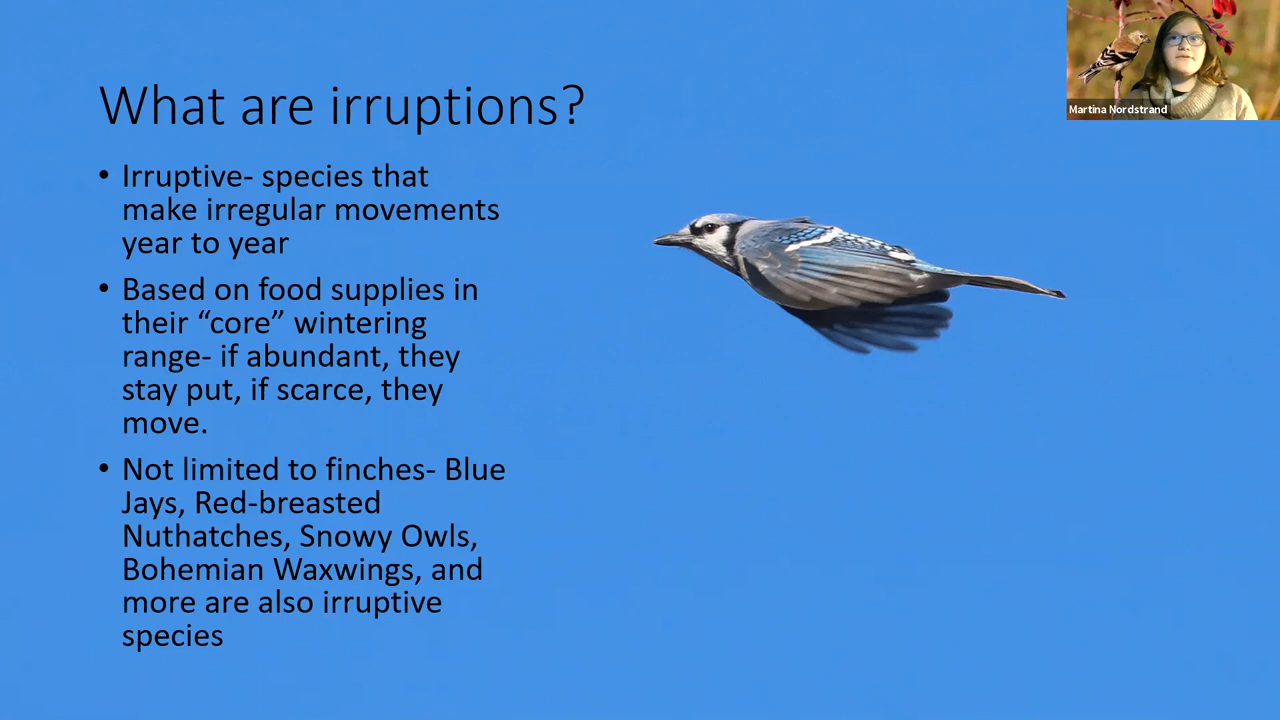 What are irruptions?
• Irruptive- species that
make irregular movements
year to year
• Based on food supplies in
their “core” wintering
range- if abundant, they
stay put, if scarce, they
move.
• Not limited to finches- Blue
Jays, Red-breasted
Nuthatches, Snowy Owls,
Bohemian Waxwings, and
more are also irruptive
species
Martina Nordstrand